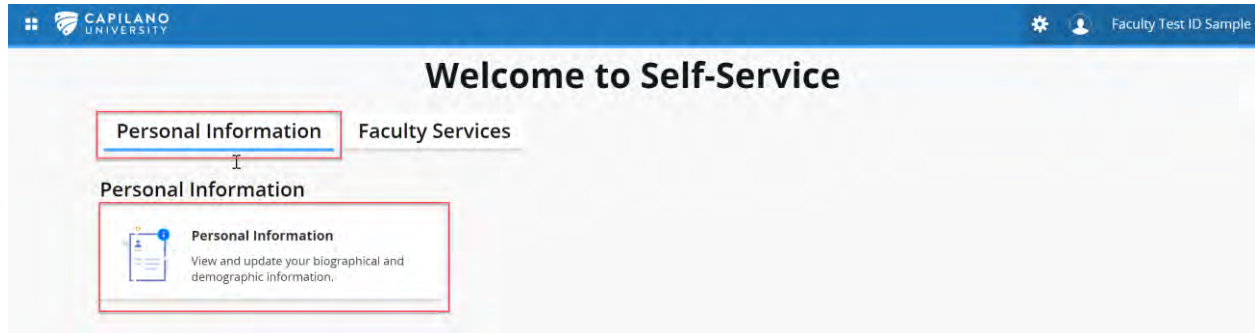 CAPILANO
UNIVERSITY
Faculty Test ID Sample
Welcome to Self-Service
Personal Information
Faculty Services
Personal Information
Personal Information
View and update your biographical and
demographic information.